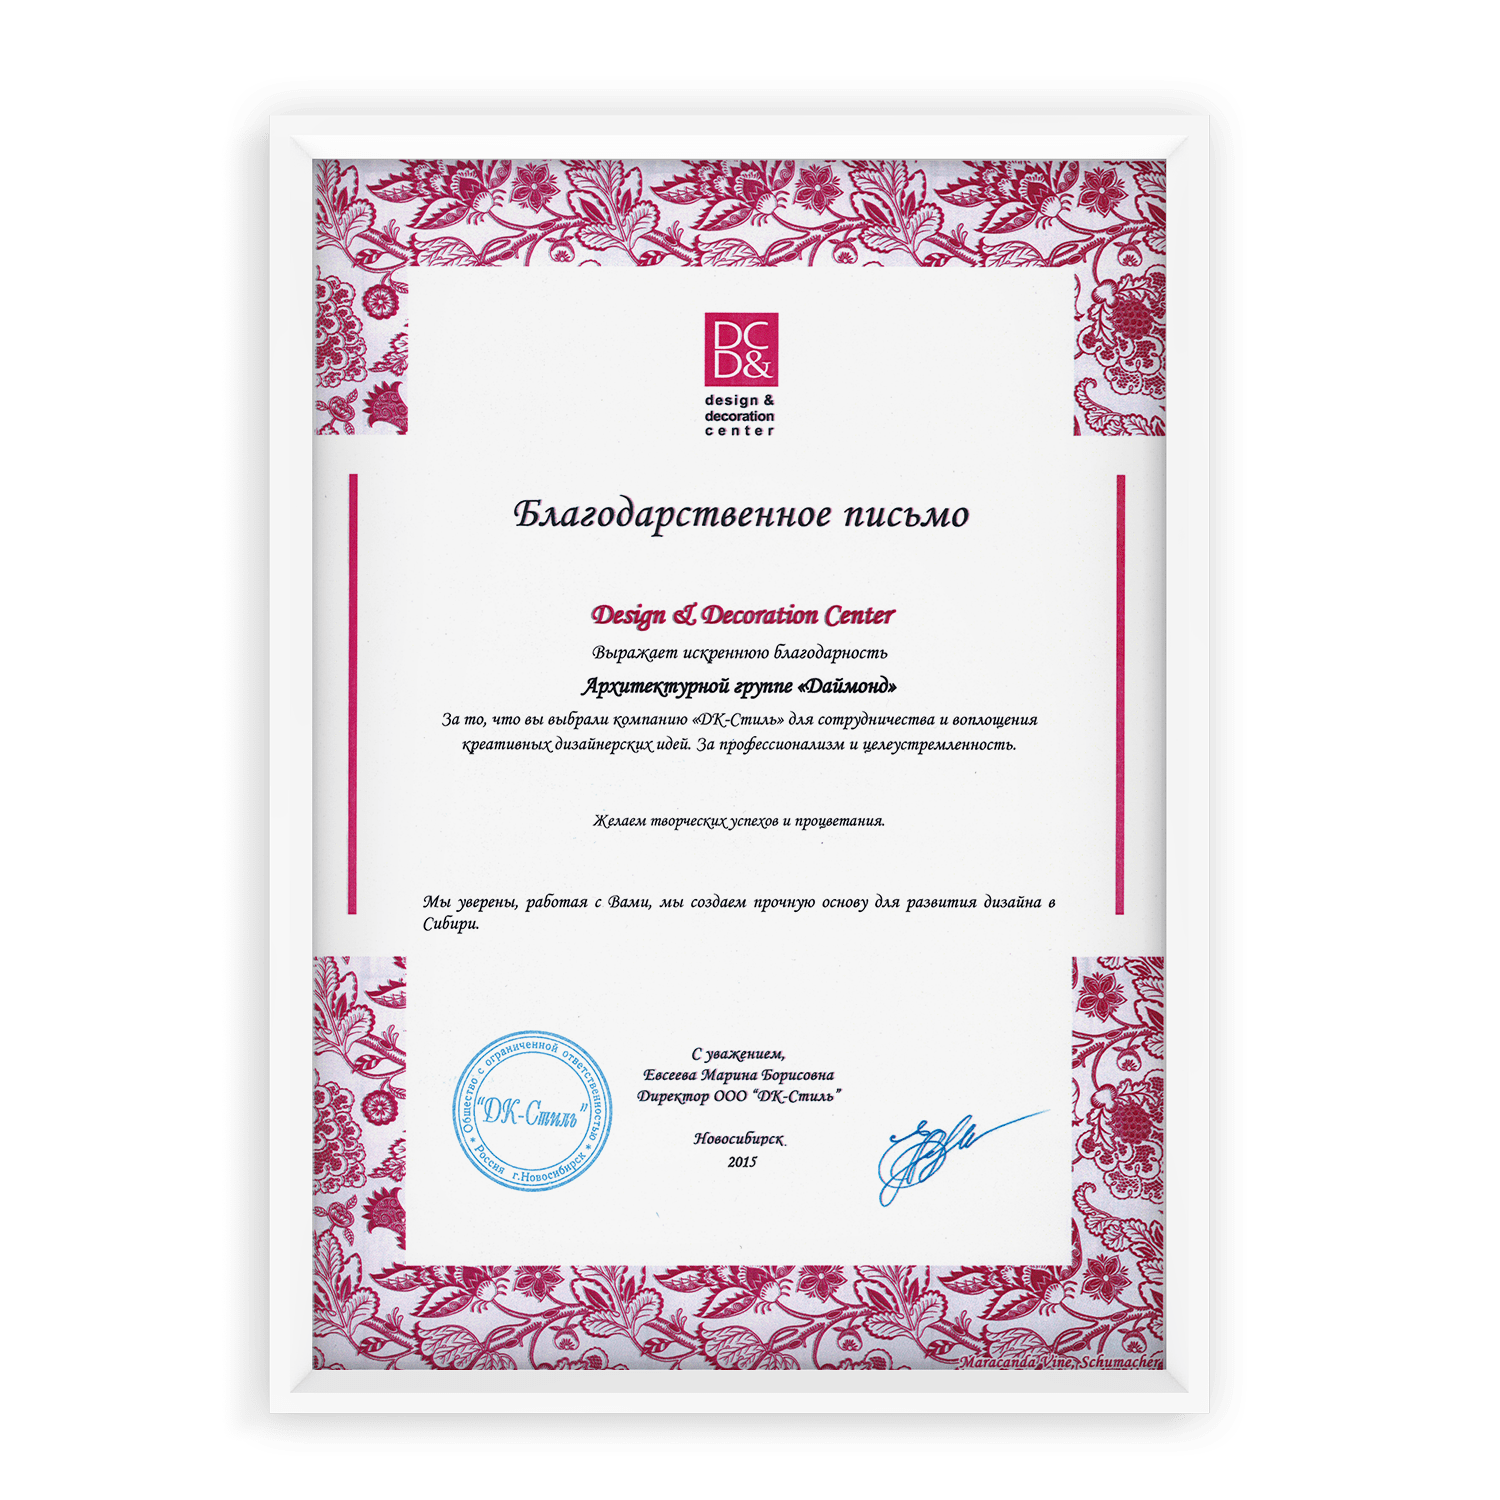 DC
D&
design &
decoration
center
Благодарственное письмо
Design & Decoration Center
Выражает искреннюю благодарность
Архитектурной группе «Даймонд»
За то, что вы выбрали компанию «ДК-Стиль» для сотрудничества и воплощения
креативных дизайнерских идей. За профессионализм и целеустремленность.
Желаем творческих успехов и процветания.
Мы уверены, работая с Вами, мы создаем прочную основу для развития дизайна в
Сибири.
С уважением,
Евсеева Марина Борисовна
Директор ООО "ДК-Стиль"
Новосибирск
2015
Общество с ограниченной ответственностью
"ДК-Стиль"
* Россия г.Новосибирск *
Maracanda Vine, Schumacher